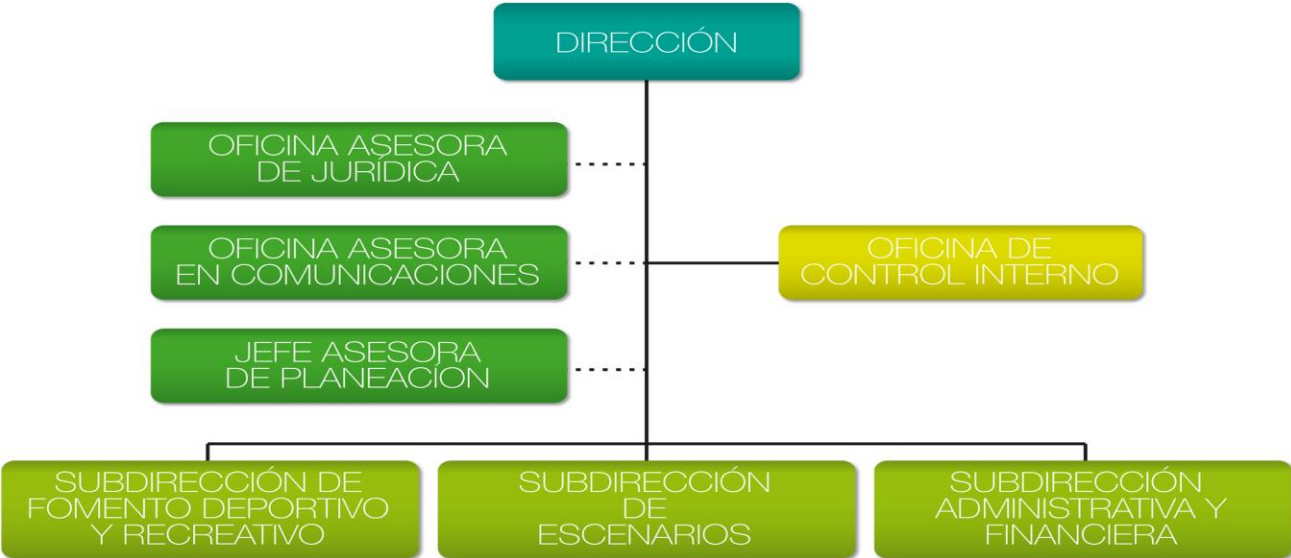 DIRECCIÓN
OFICINA ASESORA
DE JURÍDICA
OFICINA ASESORA
EN COMUNICACIONES
OFICINA DE
CONTROL INTERNO
JEFE ASESORA
DE PLANEACIÓN
SUBDIRECCIÓN DE
FOMENTO DEPORTIVO
Y RECREATIVO
SUBDIRECCIÓN
DE
ESCENARIOS
SUBDIRECCIÓN
ADMINISTRATIVA Y
FINANCIERA